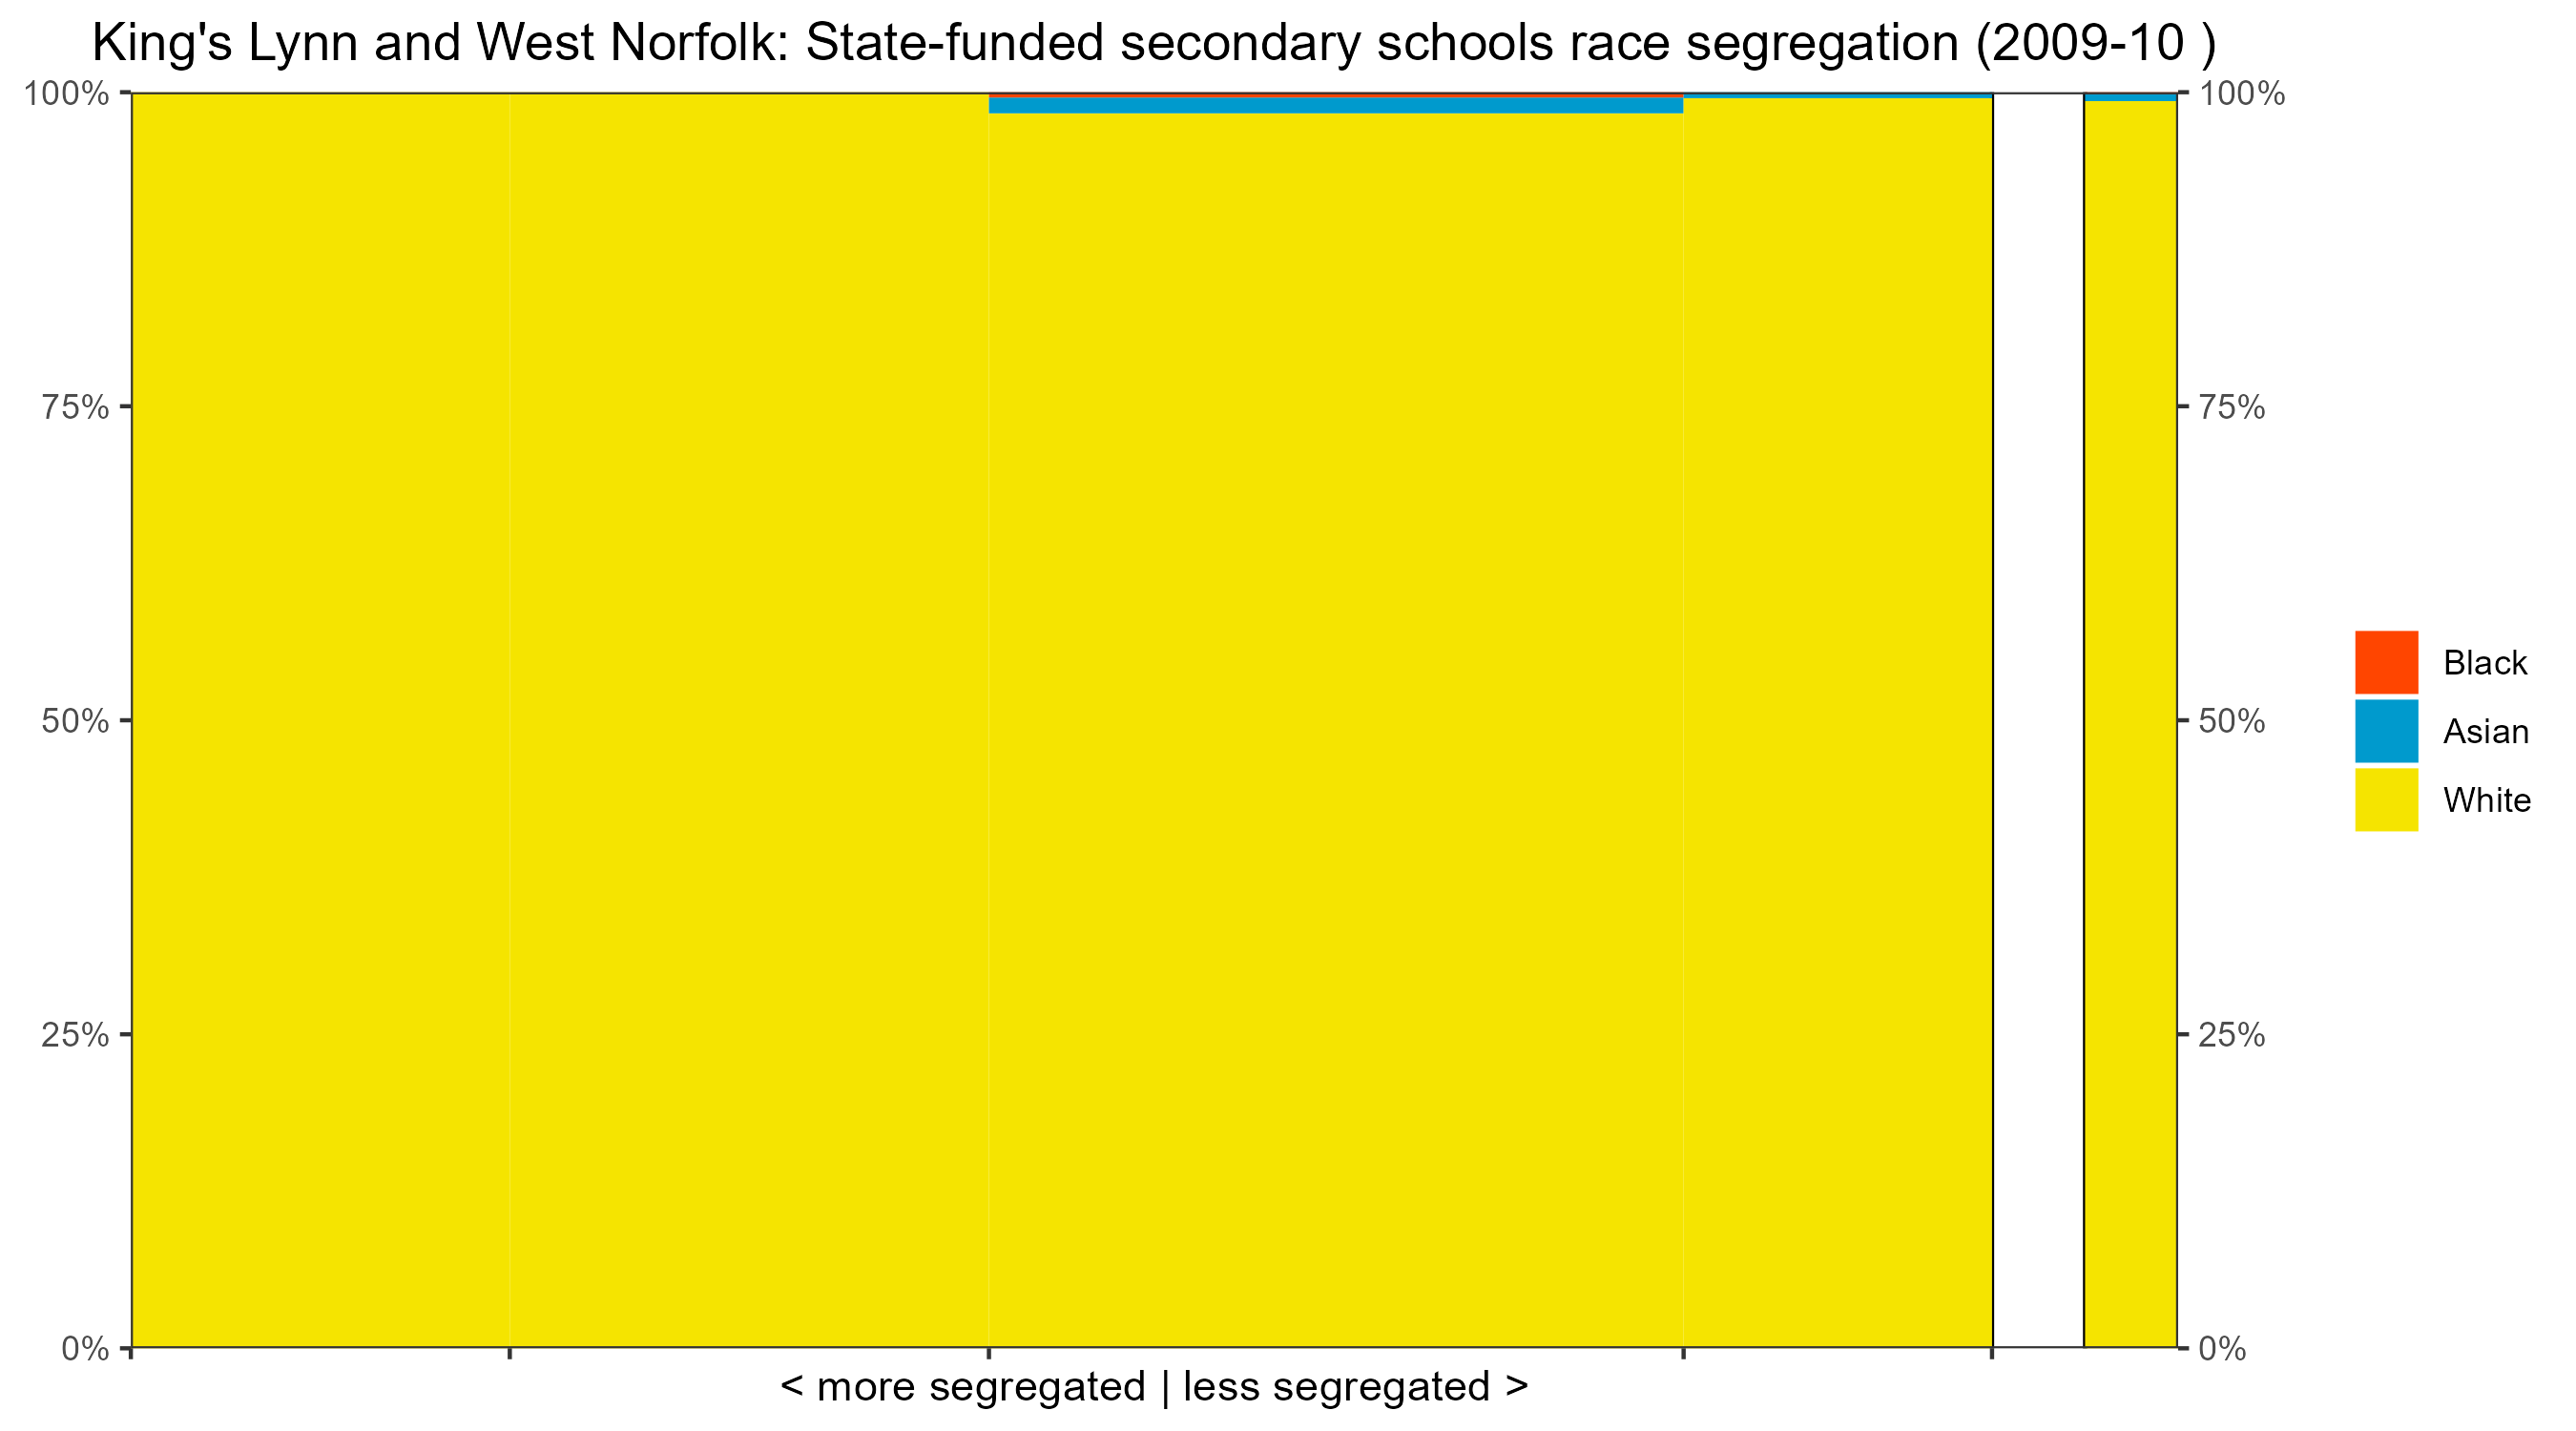 King's Lynn and West Norfolk: State-funded secondary schools race segregation (2009-10 )
100%
75%
50%
25%
0%
100%
75%
50%
25%
0%
< more segregated | less segregated >
Black
Asian
White